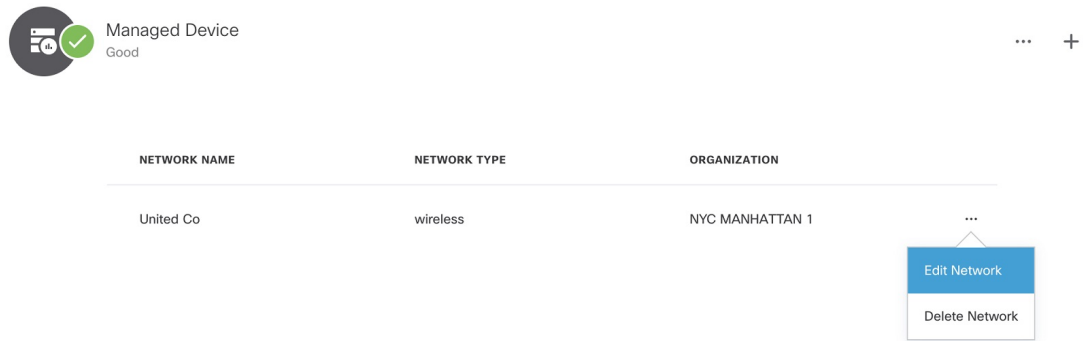 Managed Device
Good
NETWORK NAME NETWORK TYPE ORGANIZATION
United Co wireless NYC MANHATTAN 1
Edit Network
Delete Network